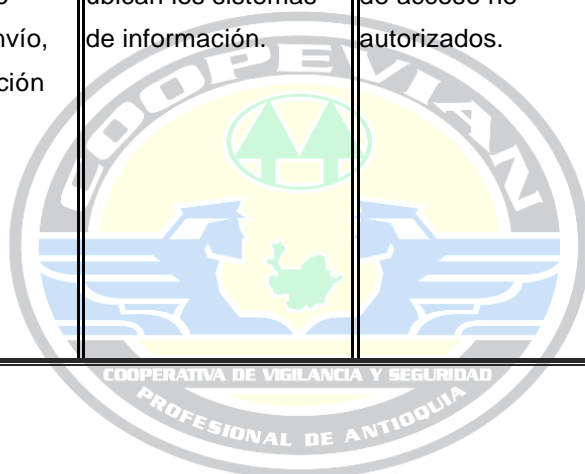 ubican los sistemas
de información.
de acceso no
autorizados.
nvío,
ción
COOPEVIAN
COOPERATIVA DE VIGILANCIA Y SEGURIDAD
PROFESIONAL DE ANTIOQUIA